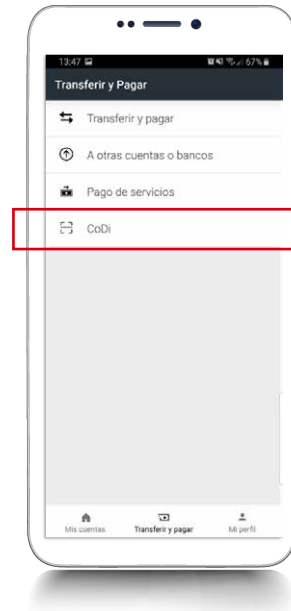 13:47 67%
Transferir y Pagar
Transferir y pagar
A otras cuentas o bancos
Pago de servicios
CoDi
Mis cuentas Transferir y pagar Mi perfil